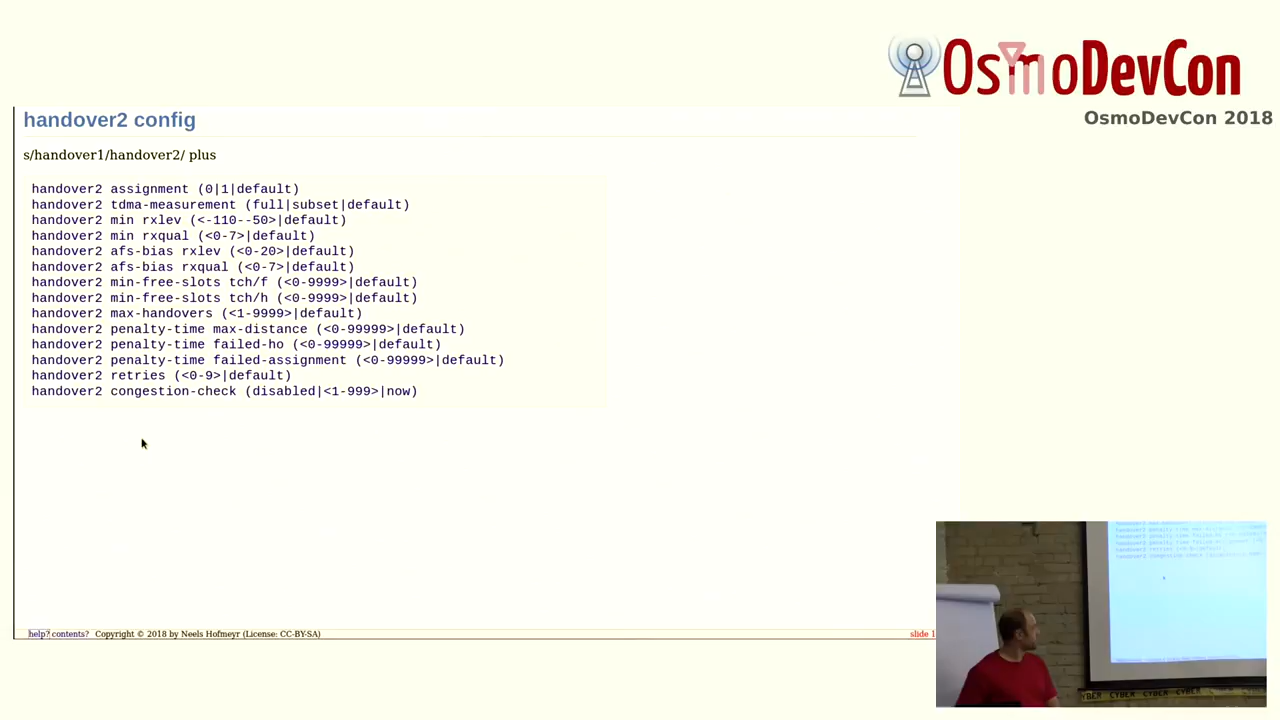 OsmoDevCon
OsmoDevCon 2018
handover2 config
s/handover1/handover2/ plus
handover2 assignment (0|1|default)
handover2 tdma-measurement (full|subset|default)
handover2 min rxlev (<-110--50>|default)
handover2 min rxqual (<0-7>|default)
handover2 afs-bias rxlev (<0-20>|default)
handover2 afs-bias rxqual (<0-7>|default)
handover2 min-free-slots tch/f (<0-9999>|default)
handover2 min-free-slots tch/h (<0-9999>|default)
handover2 max-handovers (<1-9999>|default)
handover2 penalty-time max-distance (<0-99999>|default)
handover2 penalty-time failed-ho (<0-99999>|default)
handover2 penalty-time failed-assignment (<0-99999>|default)
handover2 retries (<0-9>|default)
handover2 congestion-check (disabled|<1-999>|now)
help? contents? Copyright © 2018 by Neels Hofmeyr (License: CC-BY-SA)
slide 1
CYBER CYBER CYBER